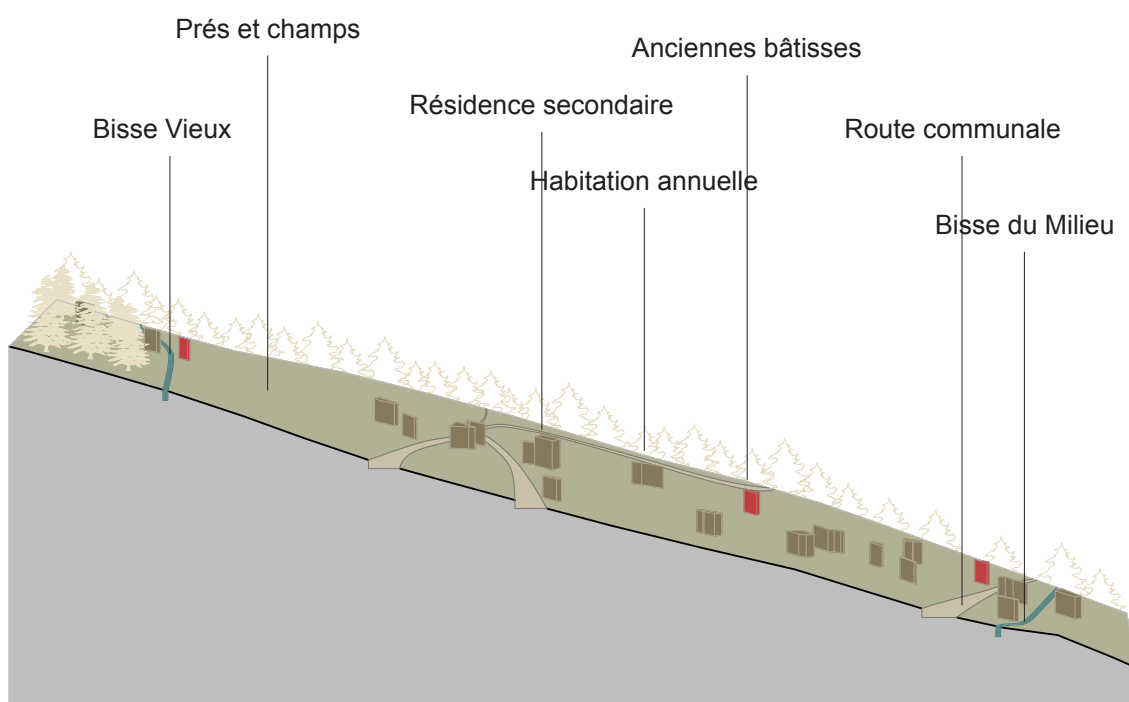 Prés et champs
Anciennes bâtisses
Résidence secondaire
Bisse Vieux
Route communale
Habitation annuelle
Bisse du Milieu